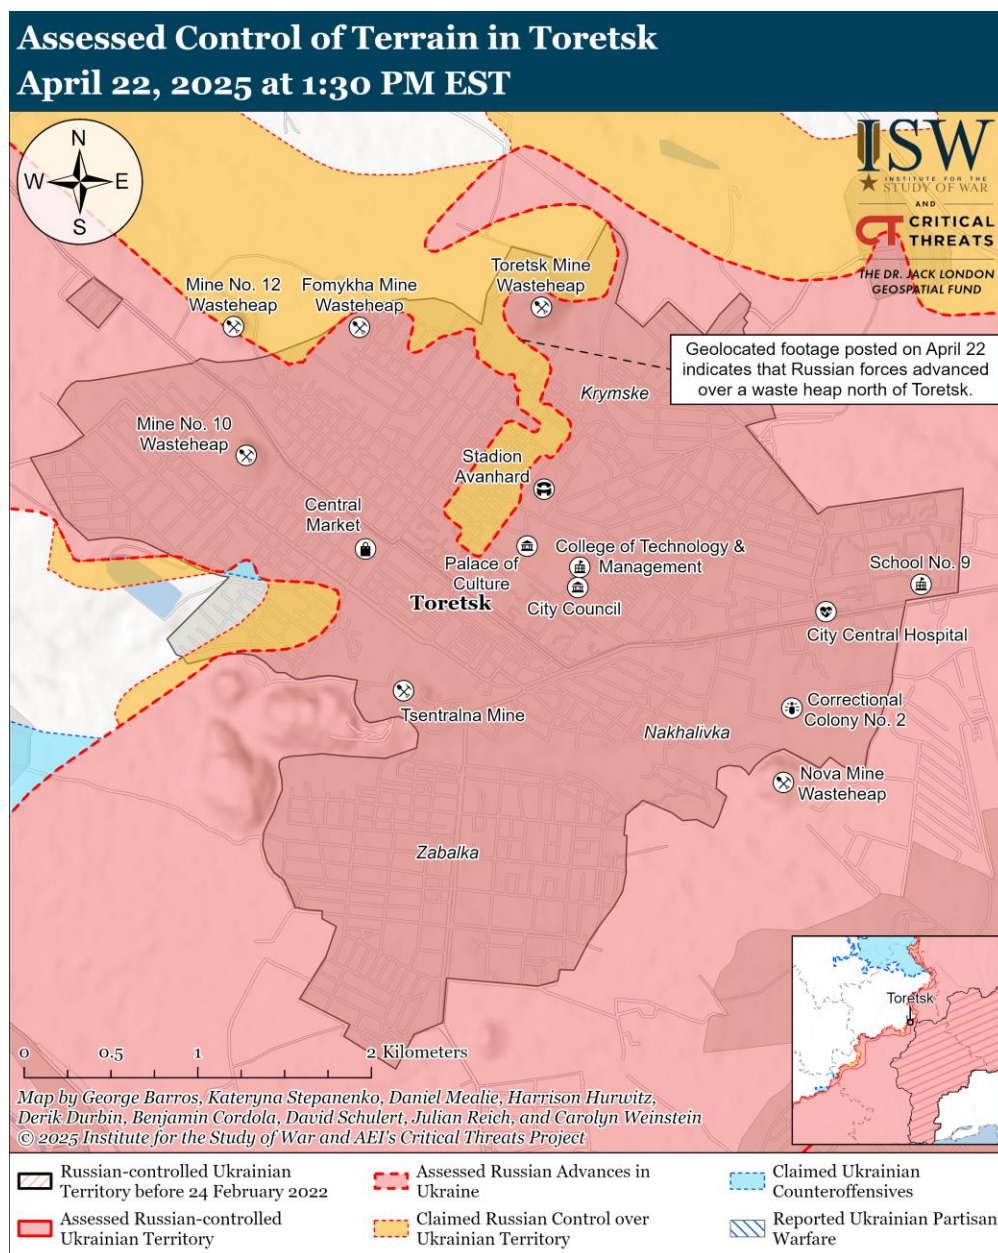 Assessed Control of Terrain in Toretsk
April 22, 2025 at 1:30 PM EST
N
W
E
S
ISW
INSTITUTE FOR THE
STUDY OF WAR
AND
CT CRITICAL
THREATS
THE DR. JACK LONDON
GEOSPATIAL FUND
Mine No. 12
Wasteheap
Fomykha Mine
Wasteheap
Toretsk Mine
Wasteheap
Geolocated footage posted on April 22
indicates that Russian forces advanced
over a waste heap north of Toretsk.
Krymske
Mine No. 10
Wasteheap
Stadion
Avanhard
Central
Market
Palace of
Culture
College of Technology &
Management
School No. 9
Toretsk
City Council
City Central Hospital
Tsentralna Mine
Correctional
Colony No. 2
Nakhalivka
Nova Mine
Wasteheap
Zabalka
Toretsk
0 0.5 1 2 Kilometers
Map by George Barros, Kateryna Stepanenko, Daniel Mealie, Harrison Hurwitz,
Derik Durbin, Benjamin Cordola, David Schulert, Julian Reich, and Carolyn Weinstein
© 2025 Institute for the Study of War and AEI's Critical Threats Project
Russian-controlled Ukrainian
Territory before 24 February 2022
Assessed Russian-controlled
Ukrainian Territory
Assessed Russian Advances in
Ukraine
Claimed Russian Control over
Ukrainian Territory
Claimed Ukrainian
Counteroffensives
Reported Ukrainian Partisan
Warfare